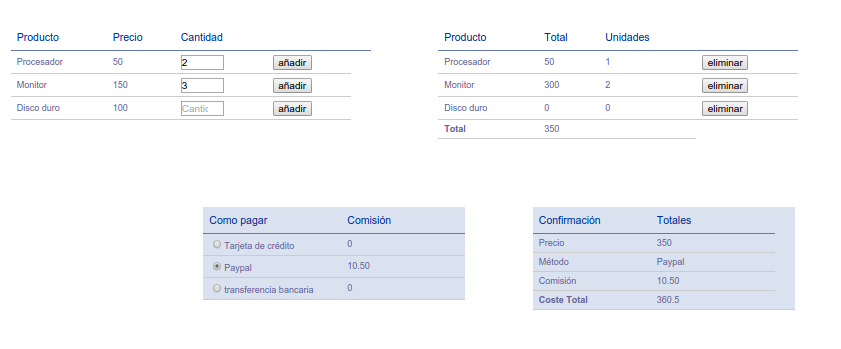 Producto Precio Cantidad
Procesador 50 2 añadir
Monitor 150 3 añadir
Disco duro 100 Cantic añadir
Producto Total Unidades
Procesador 50 1 eliminar
Monitor 300 2 eliminar
Disco duro 0 0 eliminar
Total 350
Como pagar Comisión
Tarjeta de crédito 0
Paypal 10.50
transferencia bancaria 0
Confirmación Totales
Precio 350
Método Paypal
Comisión 10.50
Coste Total 360.5